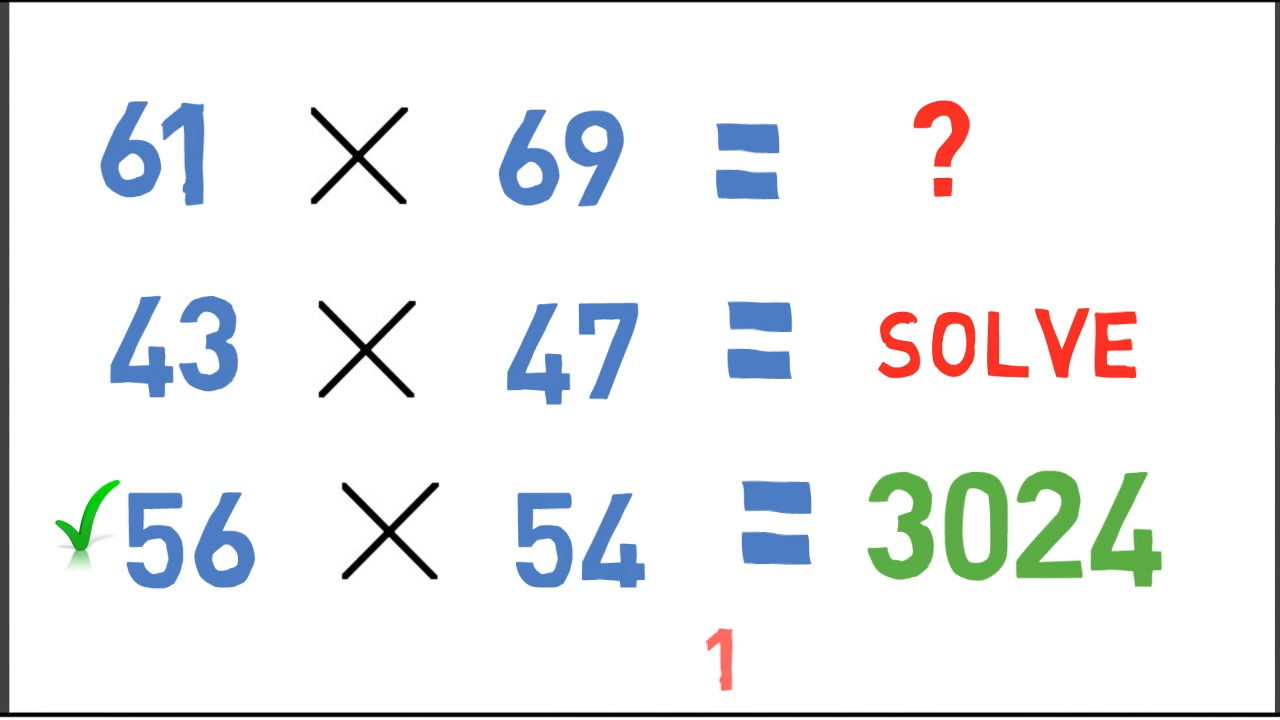 61 × 69 = ?
43 × 47 = SOLVE
56 × 54 = 3024
1